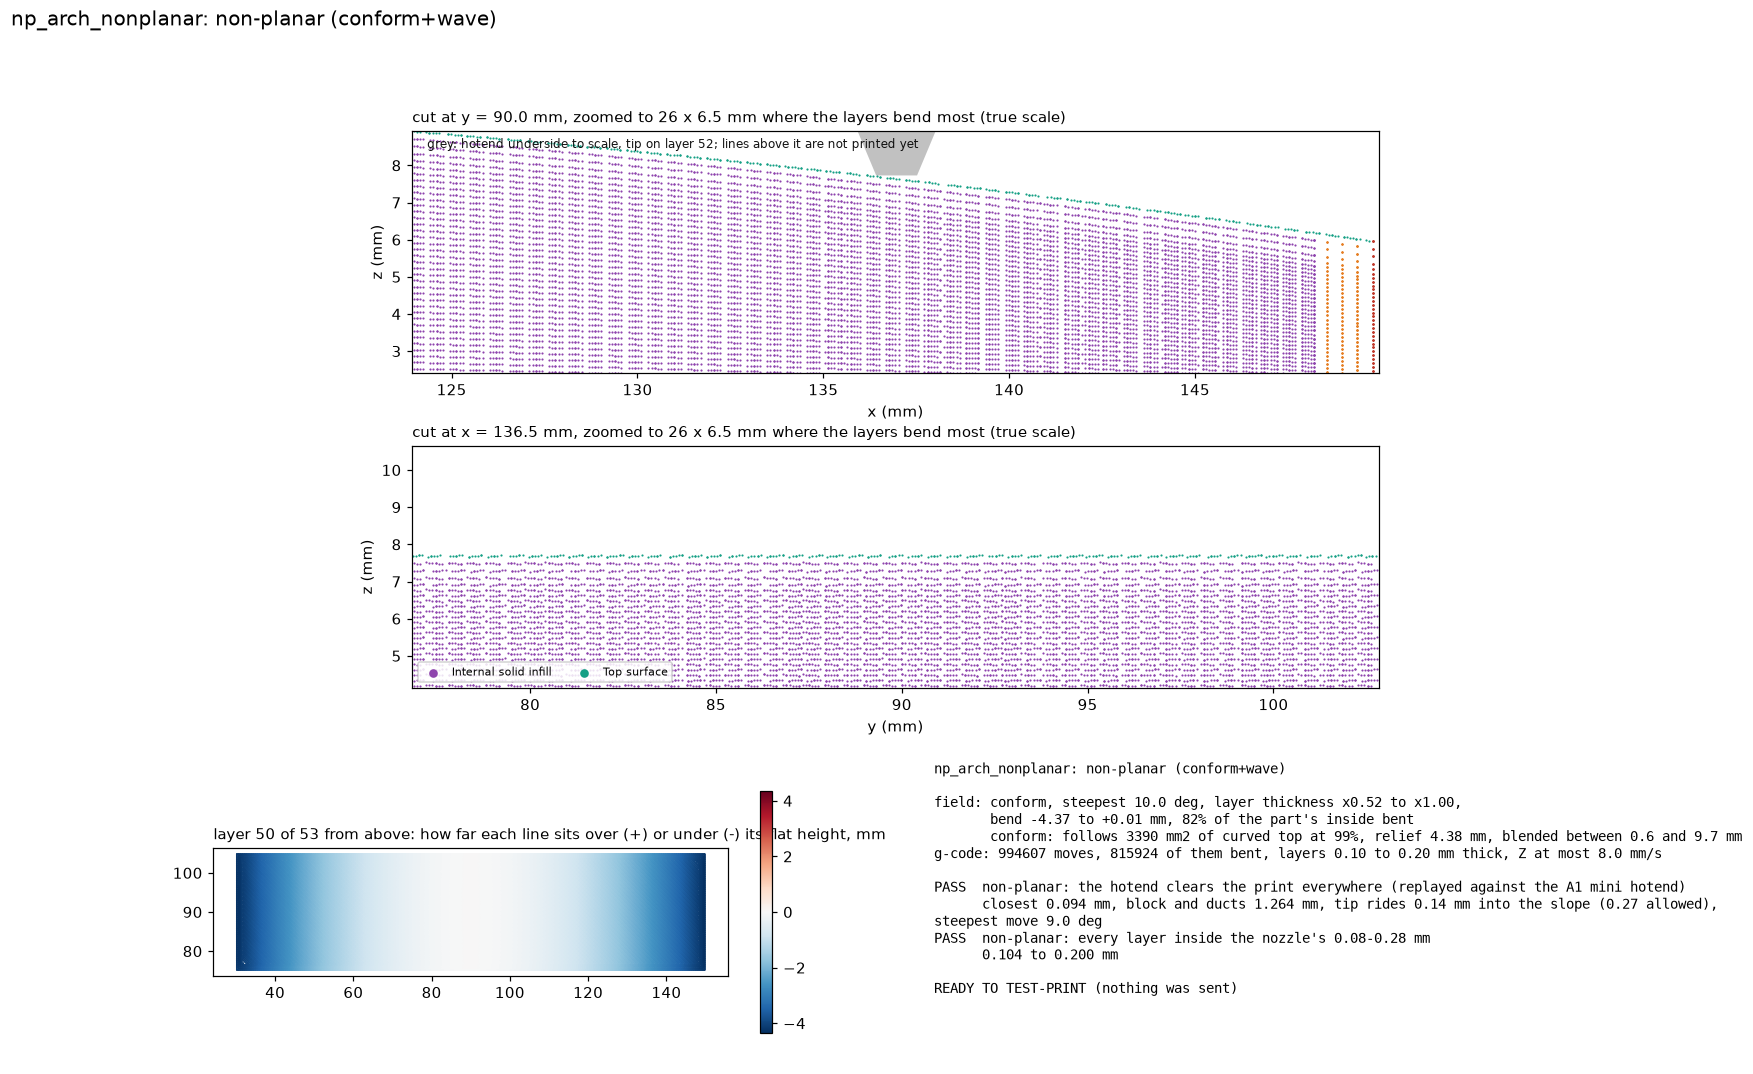 np_arch_nonplanar: non-planar (conform+wave)
cut at y = 90.0 mm, zoomed to 26 x 6.5 mm where the layers bend most (true scale)
grey: hotend underside to scale, tip on layer 52; lines above it are not printed yet
8
7
6
5
4
3
z (mm)
125 130 135 140 145
x (mm)
cut at x = 136.5 mm, zoomed to 26 x 6.5 mm where the layers bend most (true scale)
10
9
8
7
6
5
z (mm)
Internal solid infill Top surface
80 85 90 95 100
y (mm)
layer 50 of 53 from above: how far each line sits over (+) or under (-) its flat height, mm
100
90
80
40 60 80 100 120 140
4
2
0
−2
−4
np_arch_nonplanar: non-planar (conform+wave)
field: conform, steepest 10.0 deg, layer thickness x0.52 to x1.00,
bend -4.37 to +0.01 mm, 82% of the part's inside bent
conform: follows 3390 mm2 of curved top at 99%, relief 4.38 mm, blended between 0.6 and 9.7 mm
g-code: 994607 moves, 815924 of them bent, layers 0.10 to 0.20 mm thick, Z at most 8.0 mm/s
PASS non-planar: the hotend clears the print everywhere (replayed against the A1 mini hotend)
closest 0.094 mm, block and ducts 1.264 mm, tip rides 0.14 mm into the slope (0.27 allowed),
steepest move 9.0 deg
PASS non-planar: every layer inside the nozzle's 0.08-0.28 mm
0.104 to 0.200 mm
READY TO TEST-PRINT (nothing was sent)